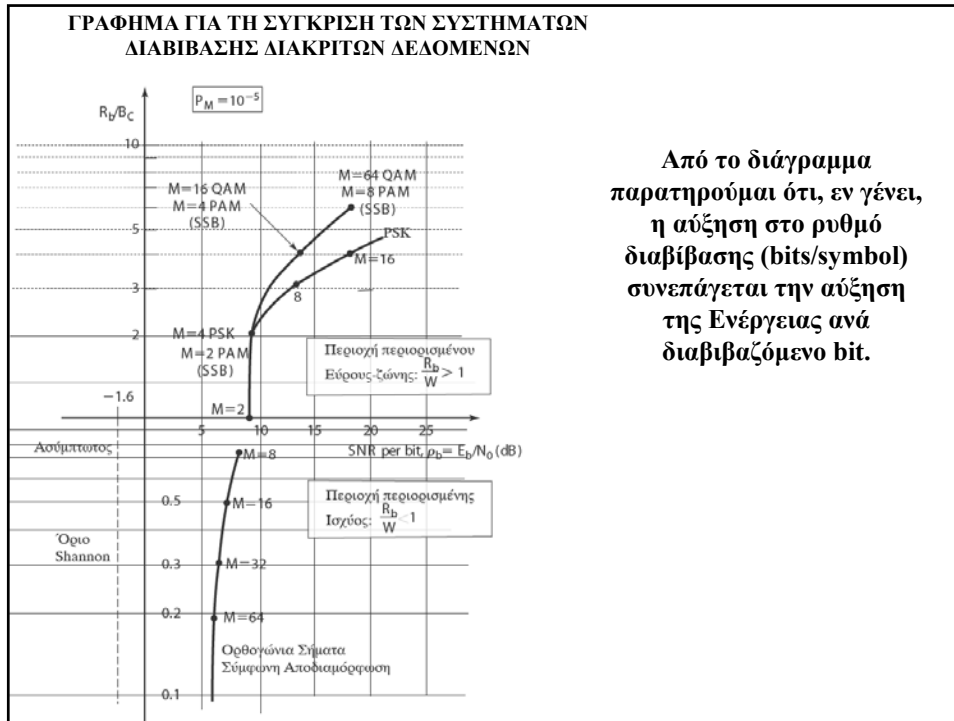 ΓΡΑΦΗΜΑ ΓΙΑ ΤΗ ΣΥΓΚΡΙΣΗ ΤΩΝ ΣΥΣΤΗΜΑΤΩΝ
ΔΙΑΒΙΒΑΣΗΣ ΔΙΑΚΡΙΤΩΝ ΔΕΔΟΜΕΝΩΝ
R_b/B_C
P_M = 10^-5
10
5
3
2
M=64 QAM
M=8 PAM
(SSB)
M=16 QAM
M=4 PAM
(SSB)
PSK
M=16
8
M=4 PSK
M=2 PAM
(SSB)
Περιοχή περιορισμένου
Εύρους-ζώνης: R_b/W > 1
−1.6
M=2
5 10 15 20 25
Ασύμπτωτος
SNR per bit, ρ_b= E_b/N_0 (dB)
M=8
0.5
M=16
Περιοχή περιορισμένης
Ισχύος: R_b/W <1
Όριο
Shannon
0.3
M=32
0.2
M=64
Ορθογώνια Σήματα
Σύμφωνη Αποδιαμόρφωση
0.1
Από το διάγραμμα
παρατηρούμαι ότι, εν γένει,
η αύξηση στο ρυθμό
διαβίβασης (bits/symbol)
συνεπάγεται την αύξηση
της Ενέργειας ανά
διαβιβαζόμενο bit.